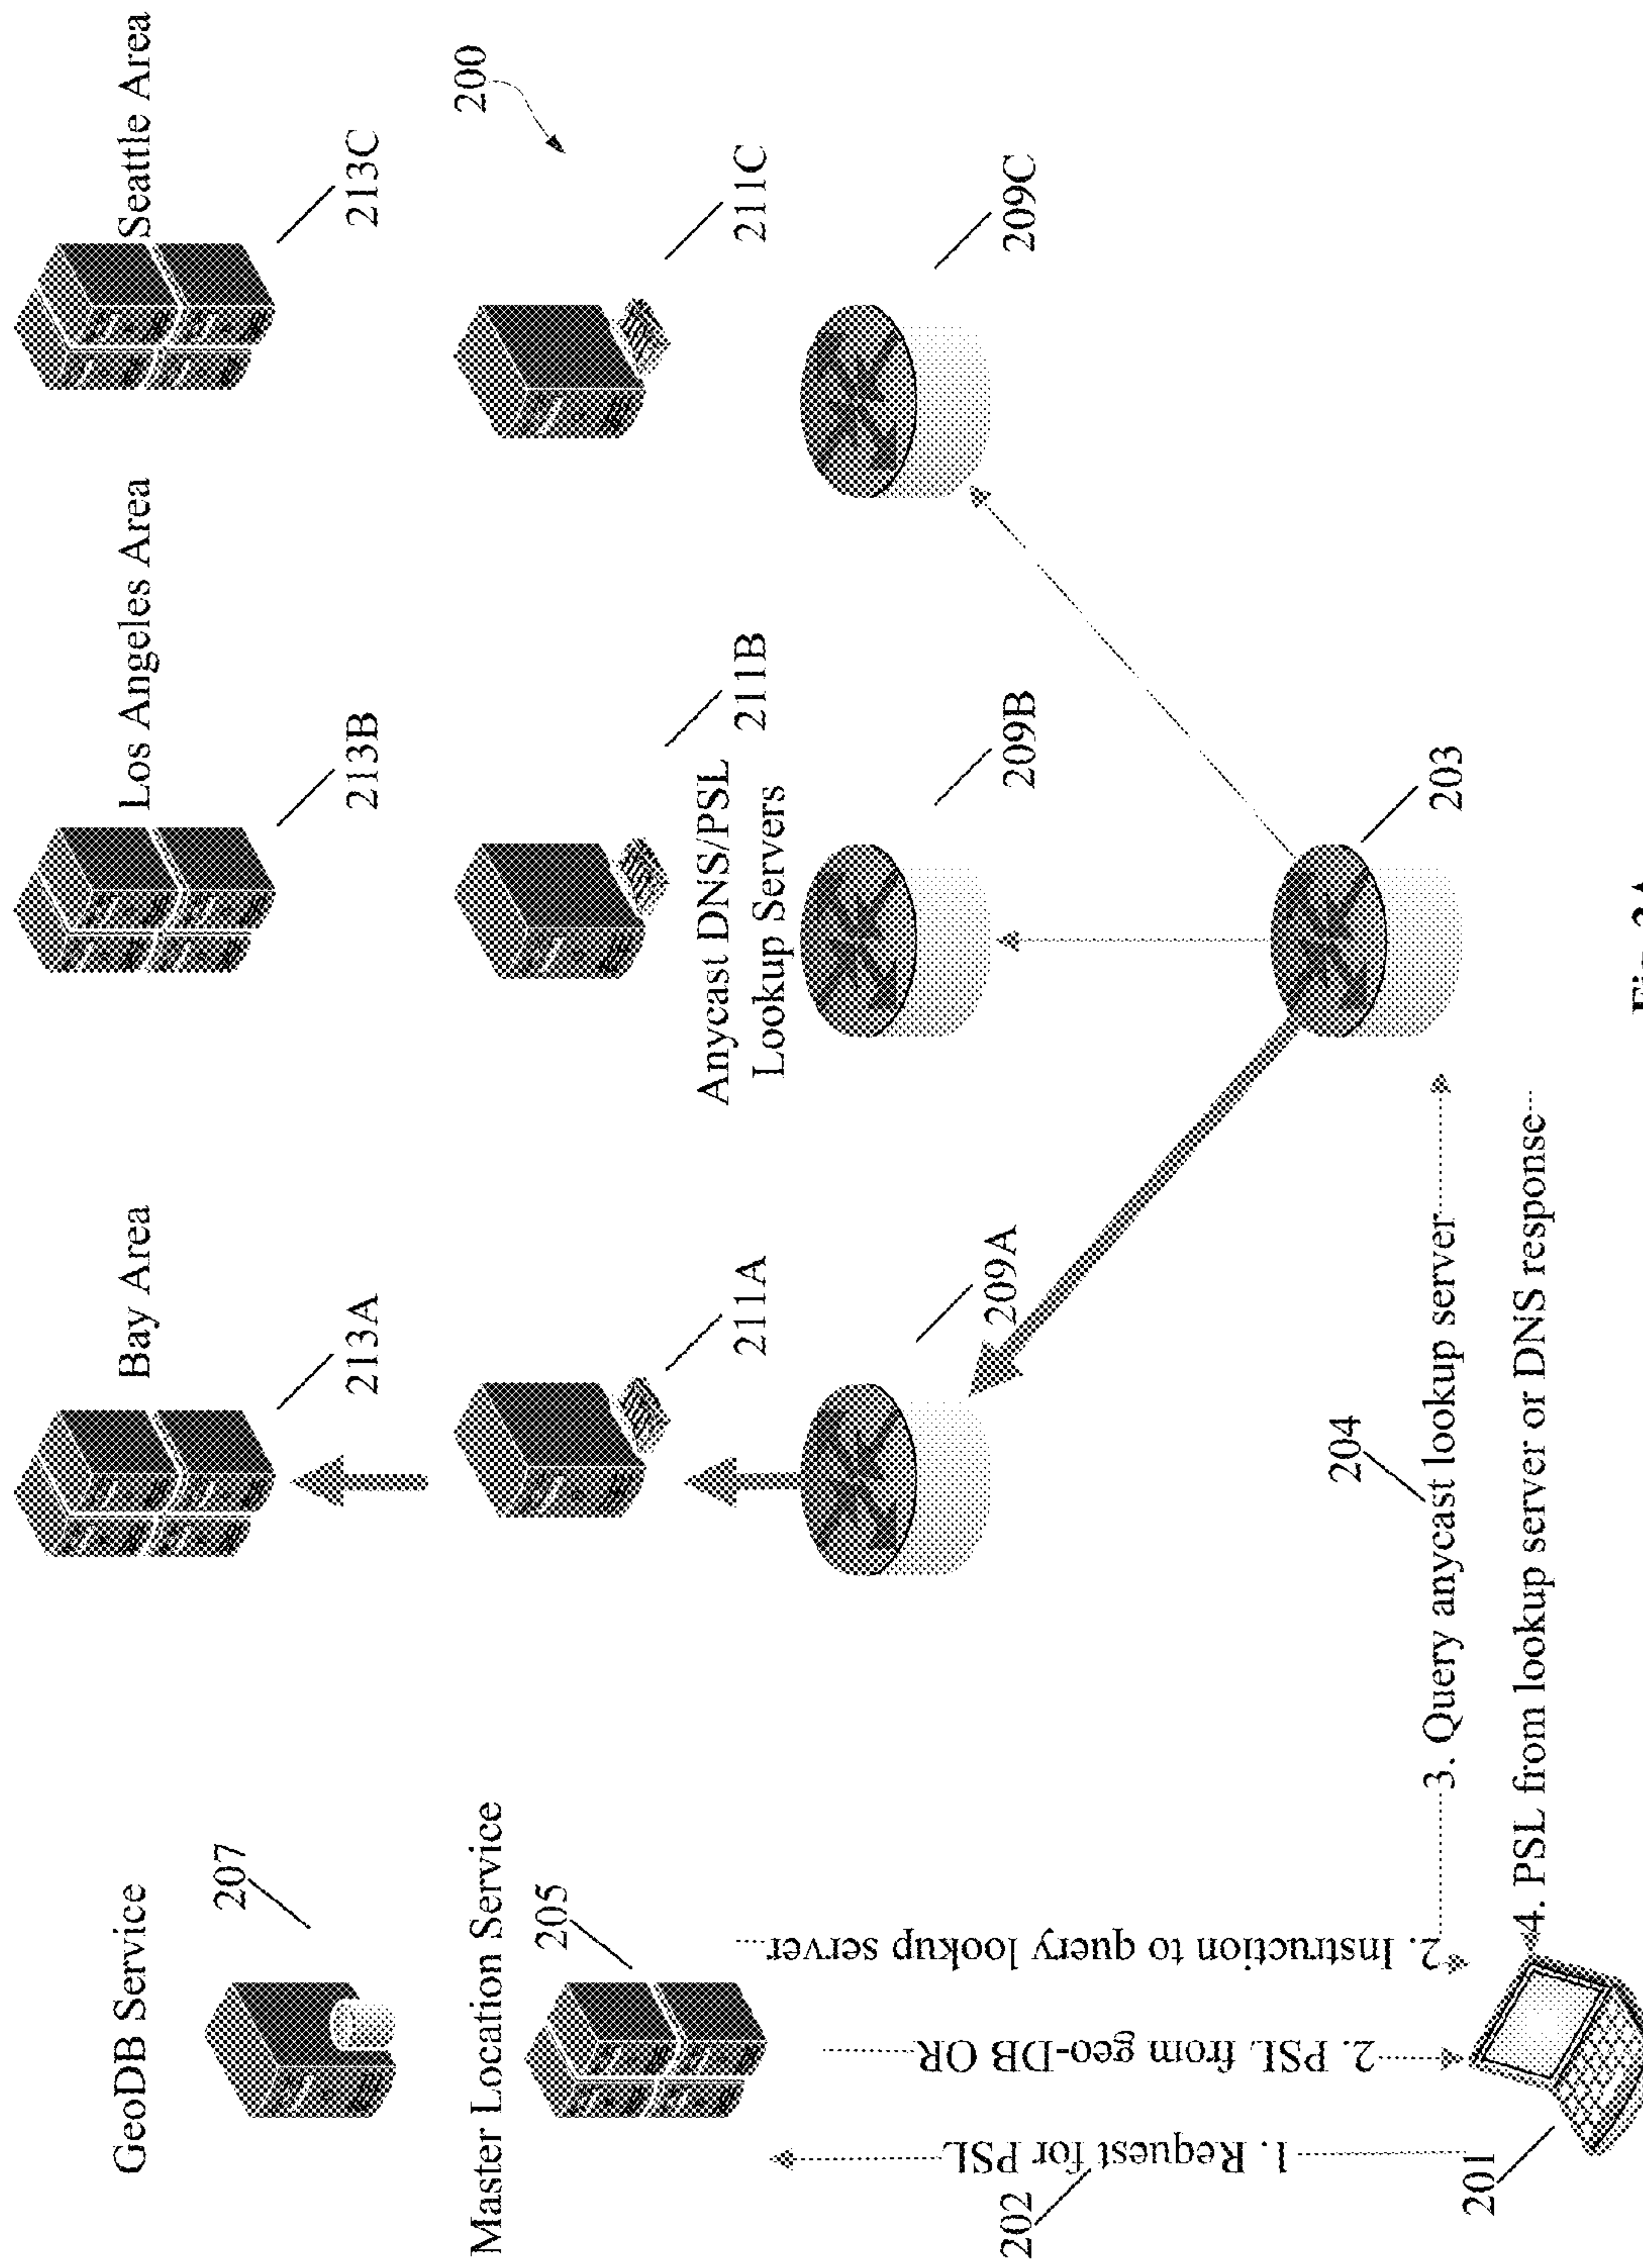 GeoDB Service
207
Master Location Service
205
1. Request for PSL
202
2. PSL from geo-DB OR
2. Instruction to query lookup server
201
Bay Area
213A
211A
209A
Los Angeles Area
213B
211B
Anycast DNS/PSL
Lookup Servers
209B
Seattle Area
213C
200
211C
209C
203
204
3. Query anycast lookup server
4. PSL from lookup server or DNS response